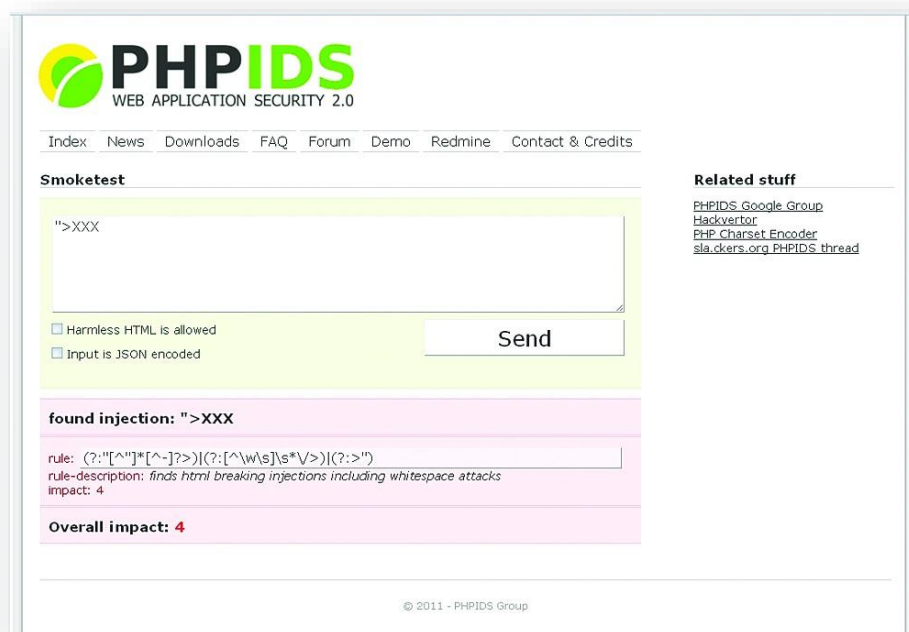 PHPIDS
WEB APPLICATION SECURITY 2.0
Index News Downloads FAQ Forum Demo Redmine Contact & Credits
Smoketest
">XXX
Harmless HTML is allowed
Input is JSON encoded
Send
found injection: ">XXX
rule: (?:"[^"]*[^-]?>)|(?:[^\w\s]\s*\/>)|(?:>")
rule-description: finds html breaking injections including whitespace attacks
impact: 4
Overall impact: 4
Related stuff
PHPIDS Google Group
Hackvertor
PHP Charset Encoder
sla.ckers.org PHPIDS thread
© 2011 - PHPIDS Group